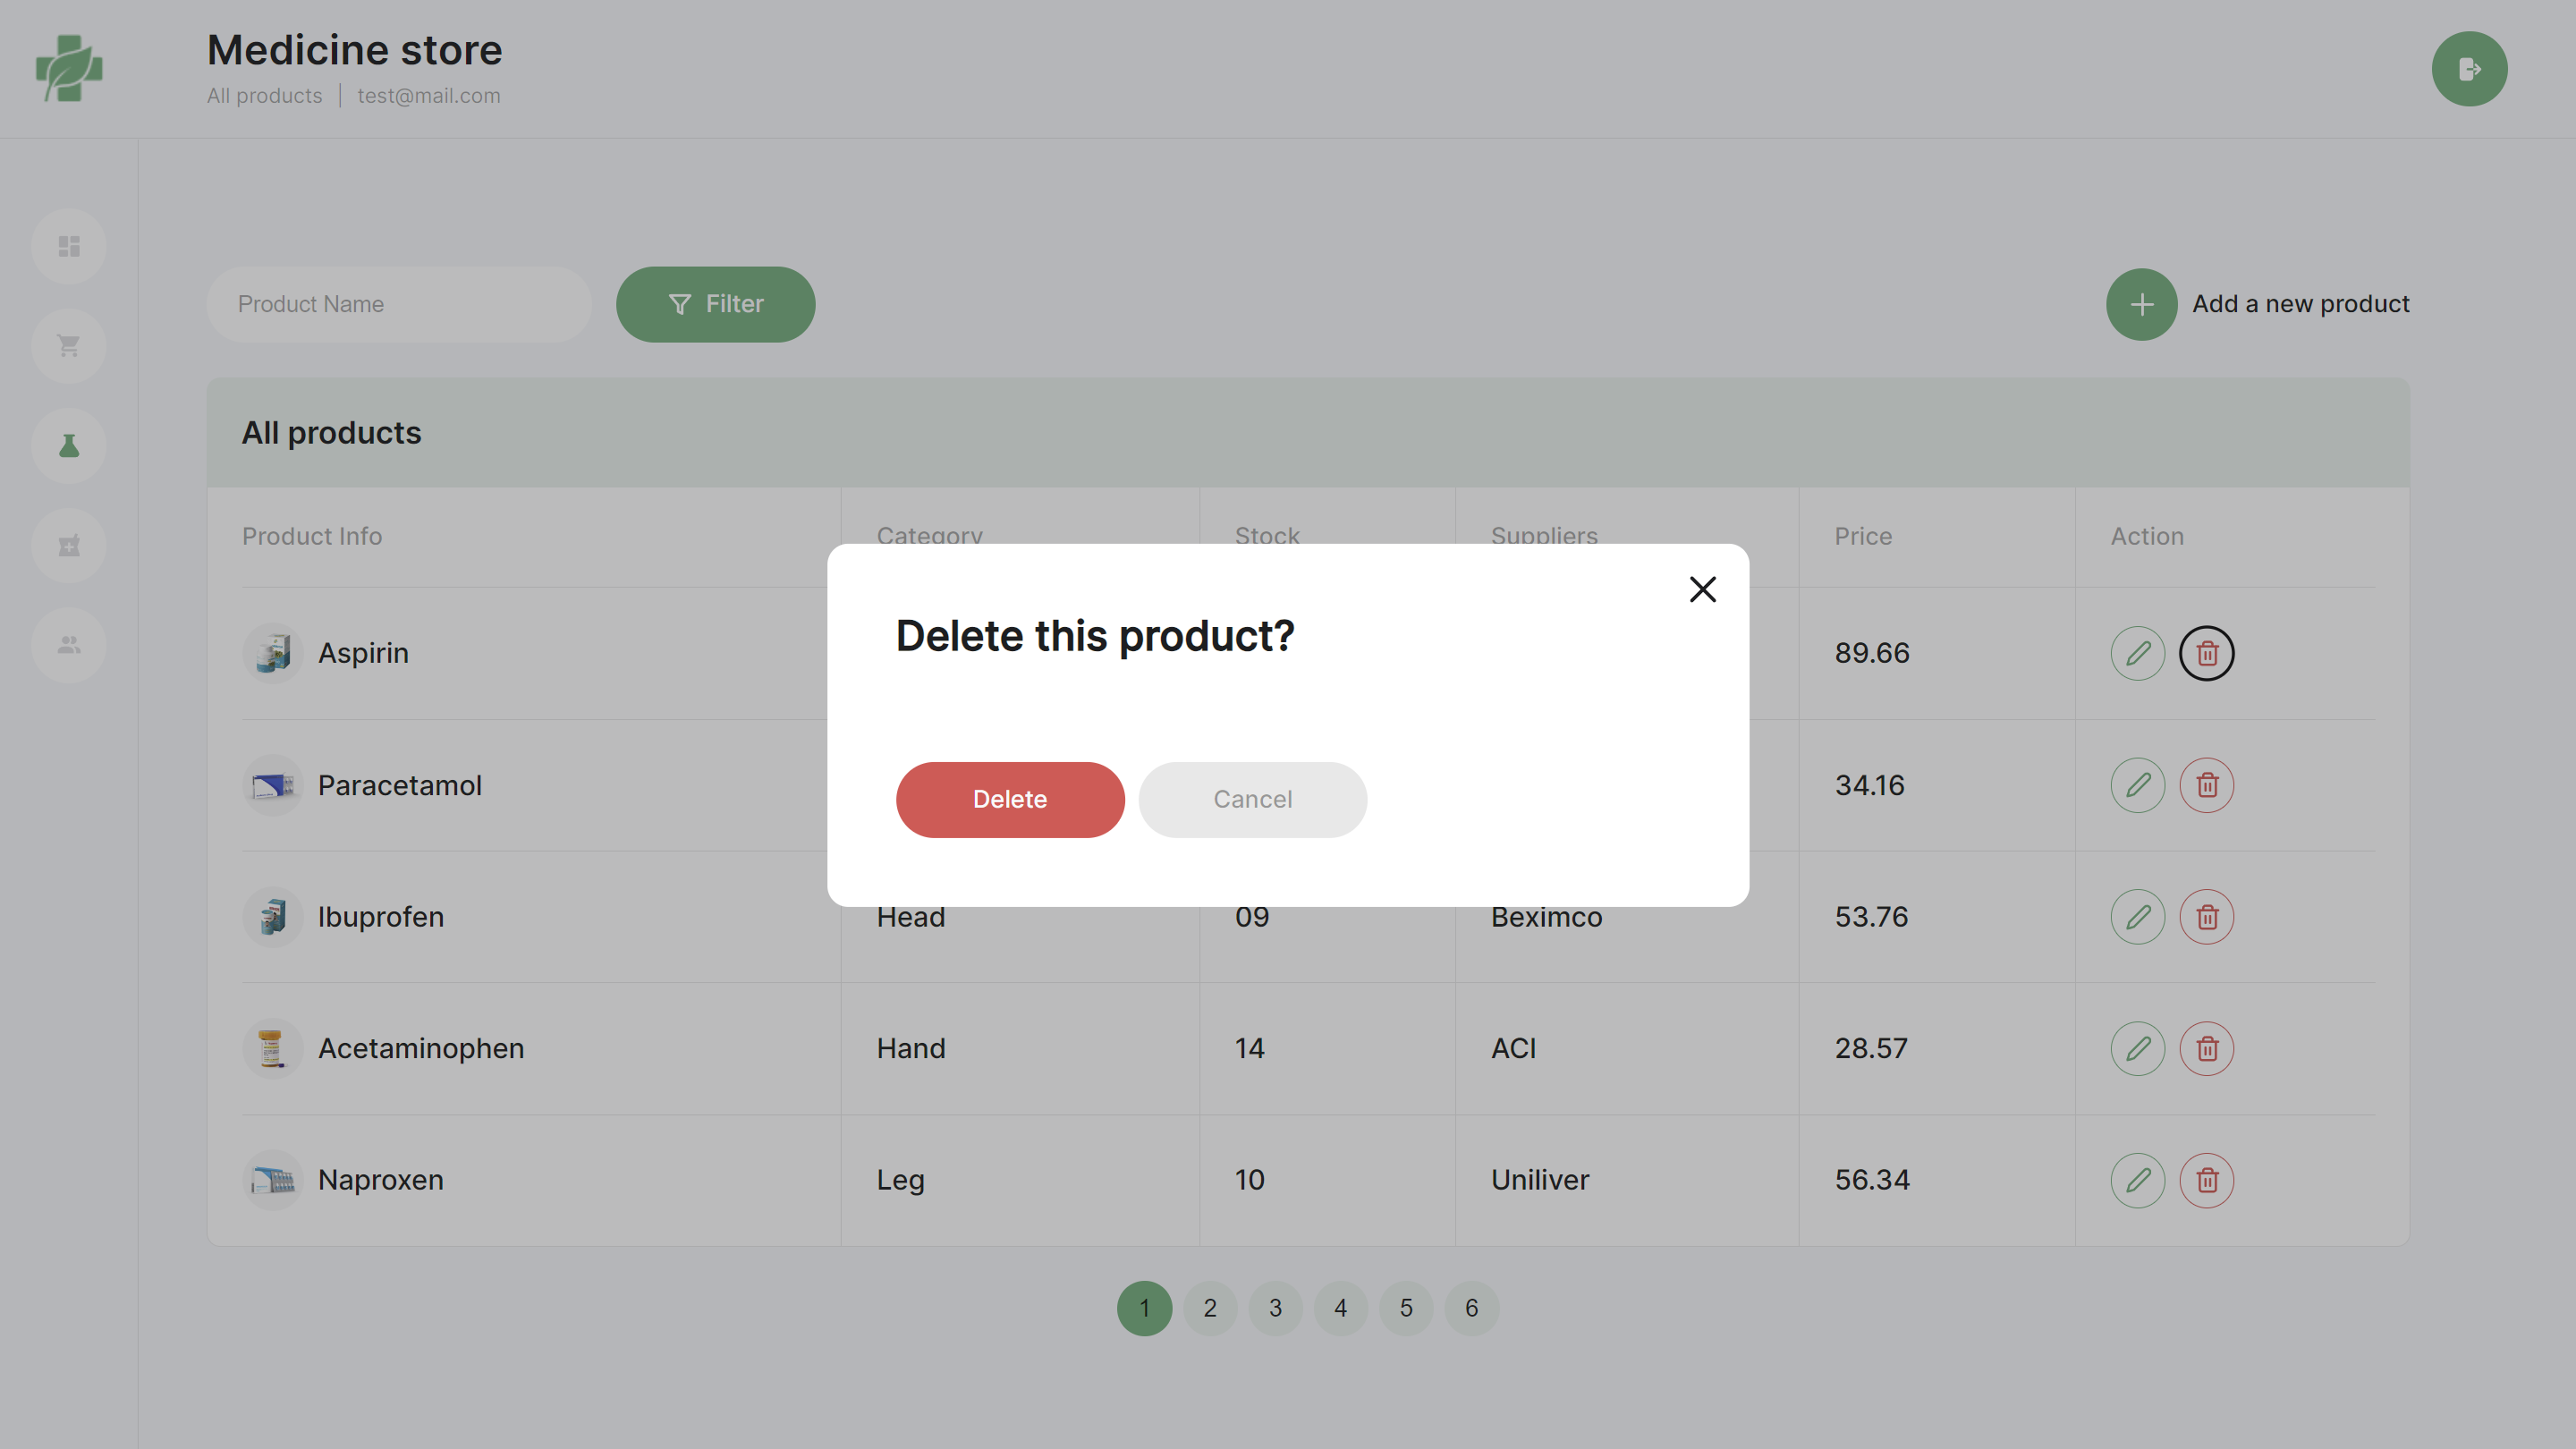 Medicine store
All products | test@mail.com
Product Name
Filter
Add a new product
All products
Product Info Category Stock Suppliers Price Action
Delete this product?
Delete Cancel
Aspirin 89.66
Paracetamol 34.16
Ibuprofen Head 09 Beximco 53.76
Acetaminophen Hand 14 ACI 28.57
Naproxen Leg 10 Uniliver 56.34
1 2 3 4 5 6